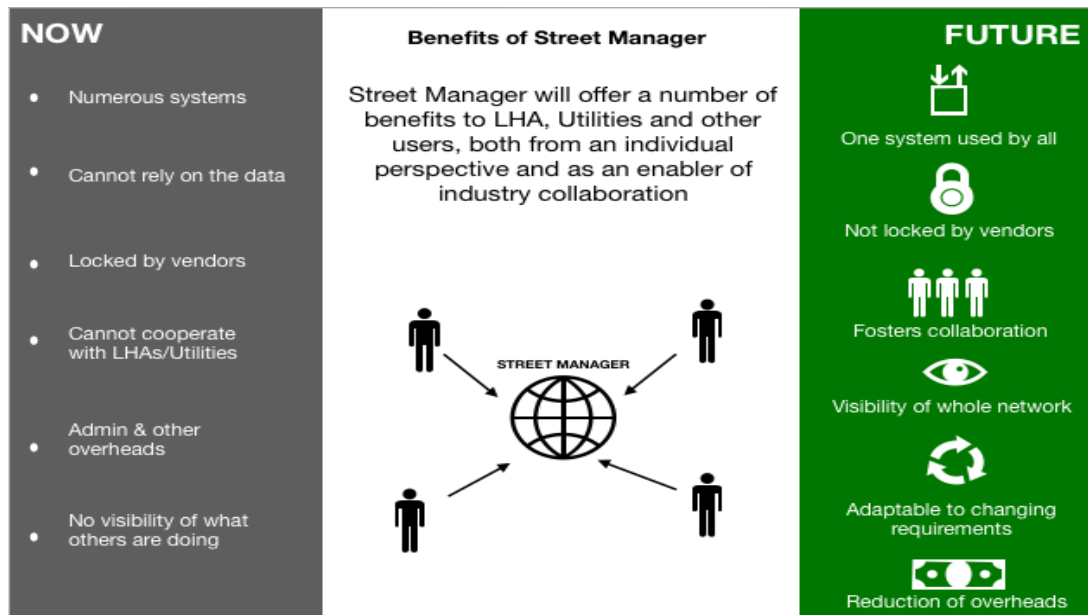 NOW
Numerous systems
Cannot rely on the data
Locked by vendors
Cannot cooperate
with LHAs/Utilities
Admin & other
overheads
No visibility of what
others are doing
Benefits of Street Manager
Street Manager will offer a number of
benefits to LHA, Utilities and other
users, both from an individual
perspective and as an enabler of
industry collaboration
STREET MANAGER
FUTURE
One system used by all
Not locked by vendors
Fosters collaboration
Visibility of whole network
Adaptable to changing
requirements
Reduction of overheads